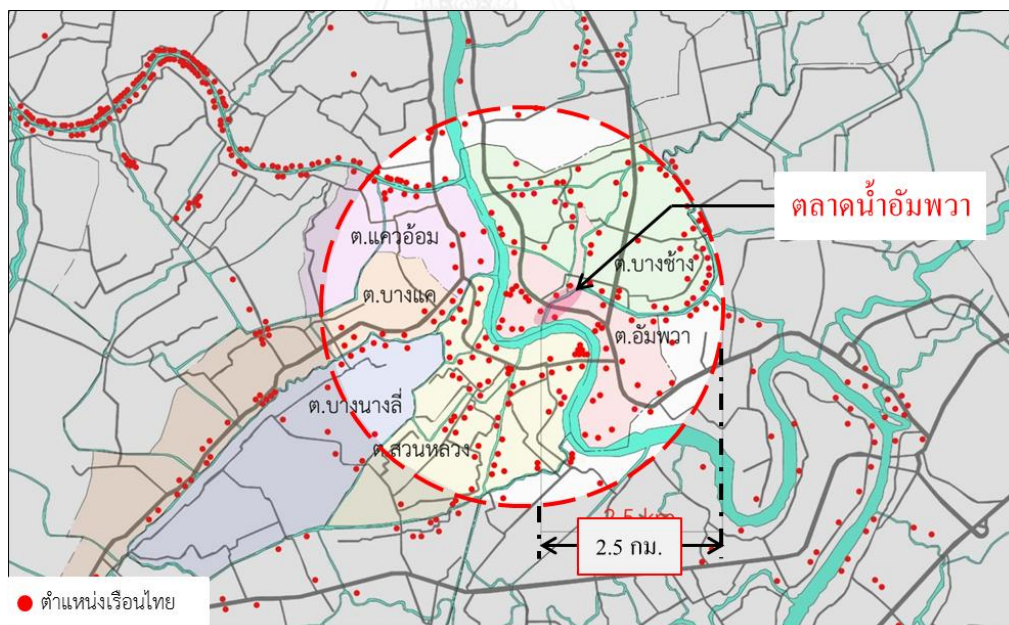 ตลาดน้ำอัมพวา
ต.แควอ้อม
ต.บางช้าง
ต.บางแค
ต.อัมพวา
ต.บางนางลี่
ต.สวนหลวง
2.5 กม.
ตำแหน่งเรือนไทย